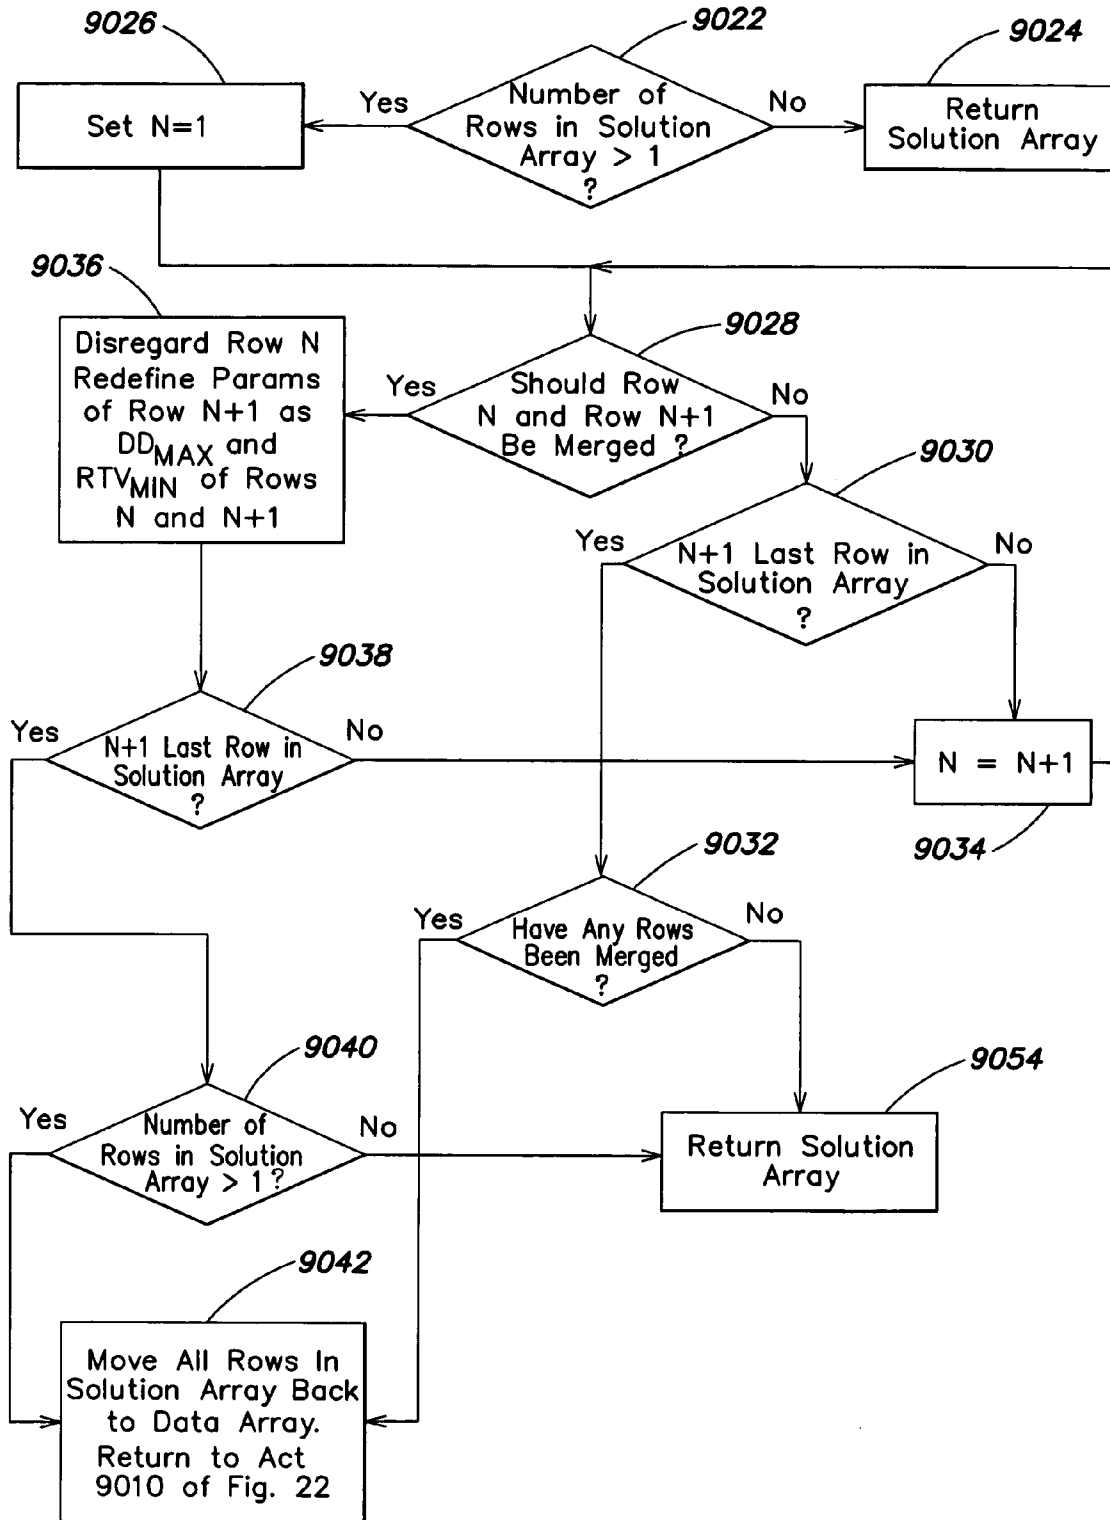 9026
9022
9024
Set N=1
Yes
Number of
Rows in Solution
Array > 1
?
No
Return
Solution Array
9036
9028
Disregard Row N
Redefine Params
of Row N+1 as
DDMAX and
RTVMIN of Rows
N and N+1
Yes
Should Row
N and Row N+1
Be Merged ?
No
9030
Yes
N+1 Last Row in
Solution Array
?
No
9038
Yes
N+1 Last Row in
Solution Array
?
No
N = N+1
9034
9032
Yes
Have Any Rows
Been Merged
?
No
9040
9054
Yes
Number of
Rows in Solution
Array > 1?
No
Return Solution
Array
9042
Move All Rows In
Solution Array Back
to Data Array.
Return to Act
9010 of Fig. 22